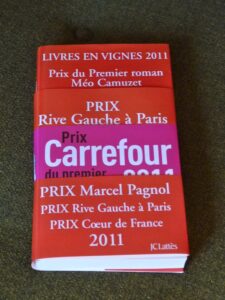 LIVRES EN VIGNES 2011
Prix du Premier roman
Méo Camuzet
PRIX
Rive Gauche à Paris
Prix
Carrefour
du premier
2011
PRIX Marcel Pagnol
PRIX Rive Gauche à Paris
PRIX Cœur de France
2011
JC Lattès